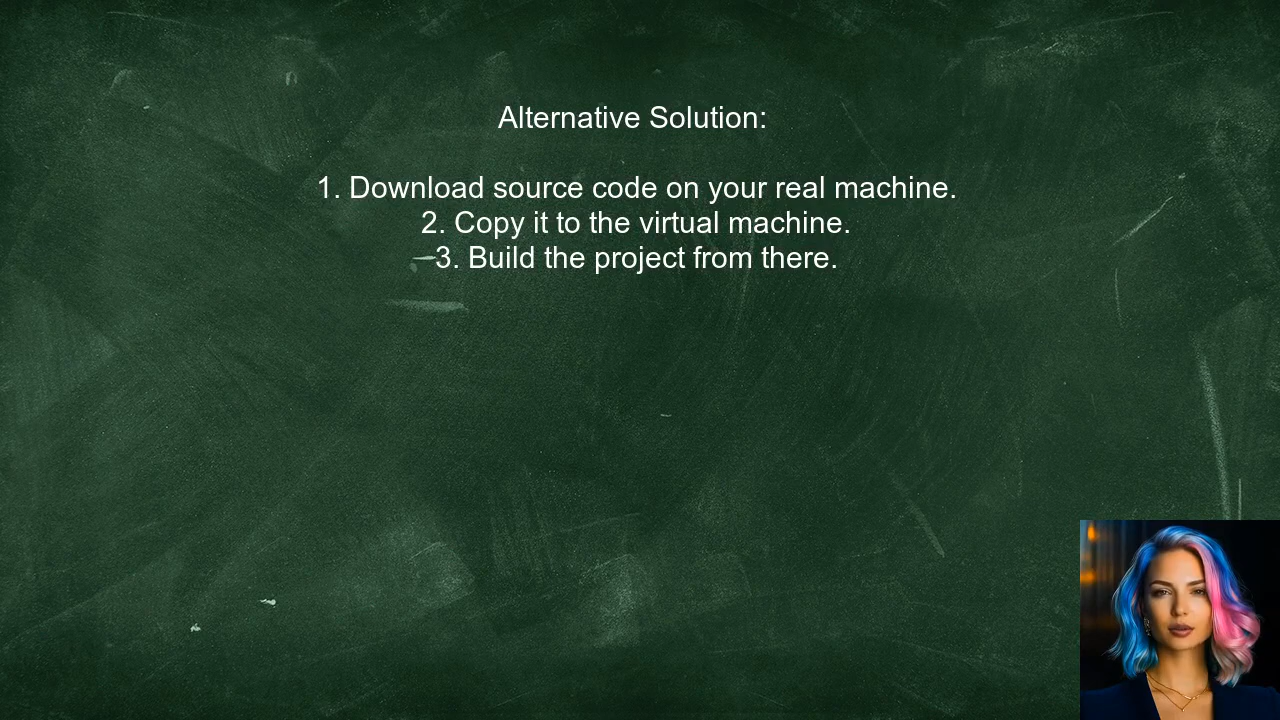 Alternative Solution:
1. Download source code on your real machine.
2. Copy it to the virtual machine.
3. Build the project from there.